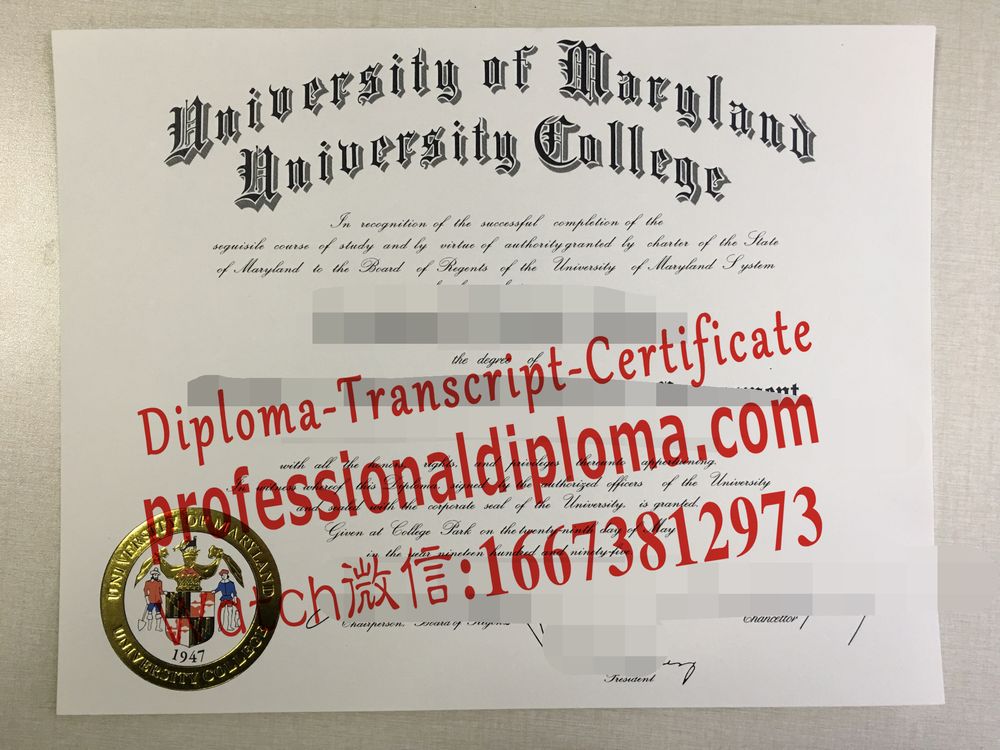 University of Maryland
University College
In recognition of the successful completion of the
sequisile course of study and by virtue of authority granted by charter of the State
of Maryland to the Board of Regents of the University of Maryland System
the degree of
Diploma-Transcript-Certificate
professionaldiploma.com
with all the honors, rights, and privileges thereunto appertaining.
In witness whereof this Diploma, signed by the authorized officers of the University
and sealed with the corporate seal of the University, is granted.
Given at College Park on the twenty-ninth day of May
in the year nineteen hundred and ninety-five
Watch微信:16673812973
UNIVERSITY OF MARYLAND
UNIVERSITY COLLEGE
1947
Chairperson, Board of Regents
Chancellor
President